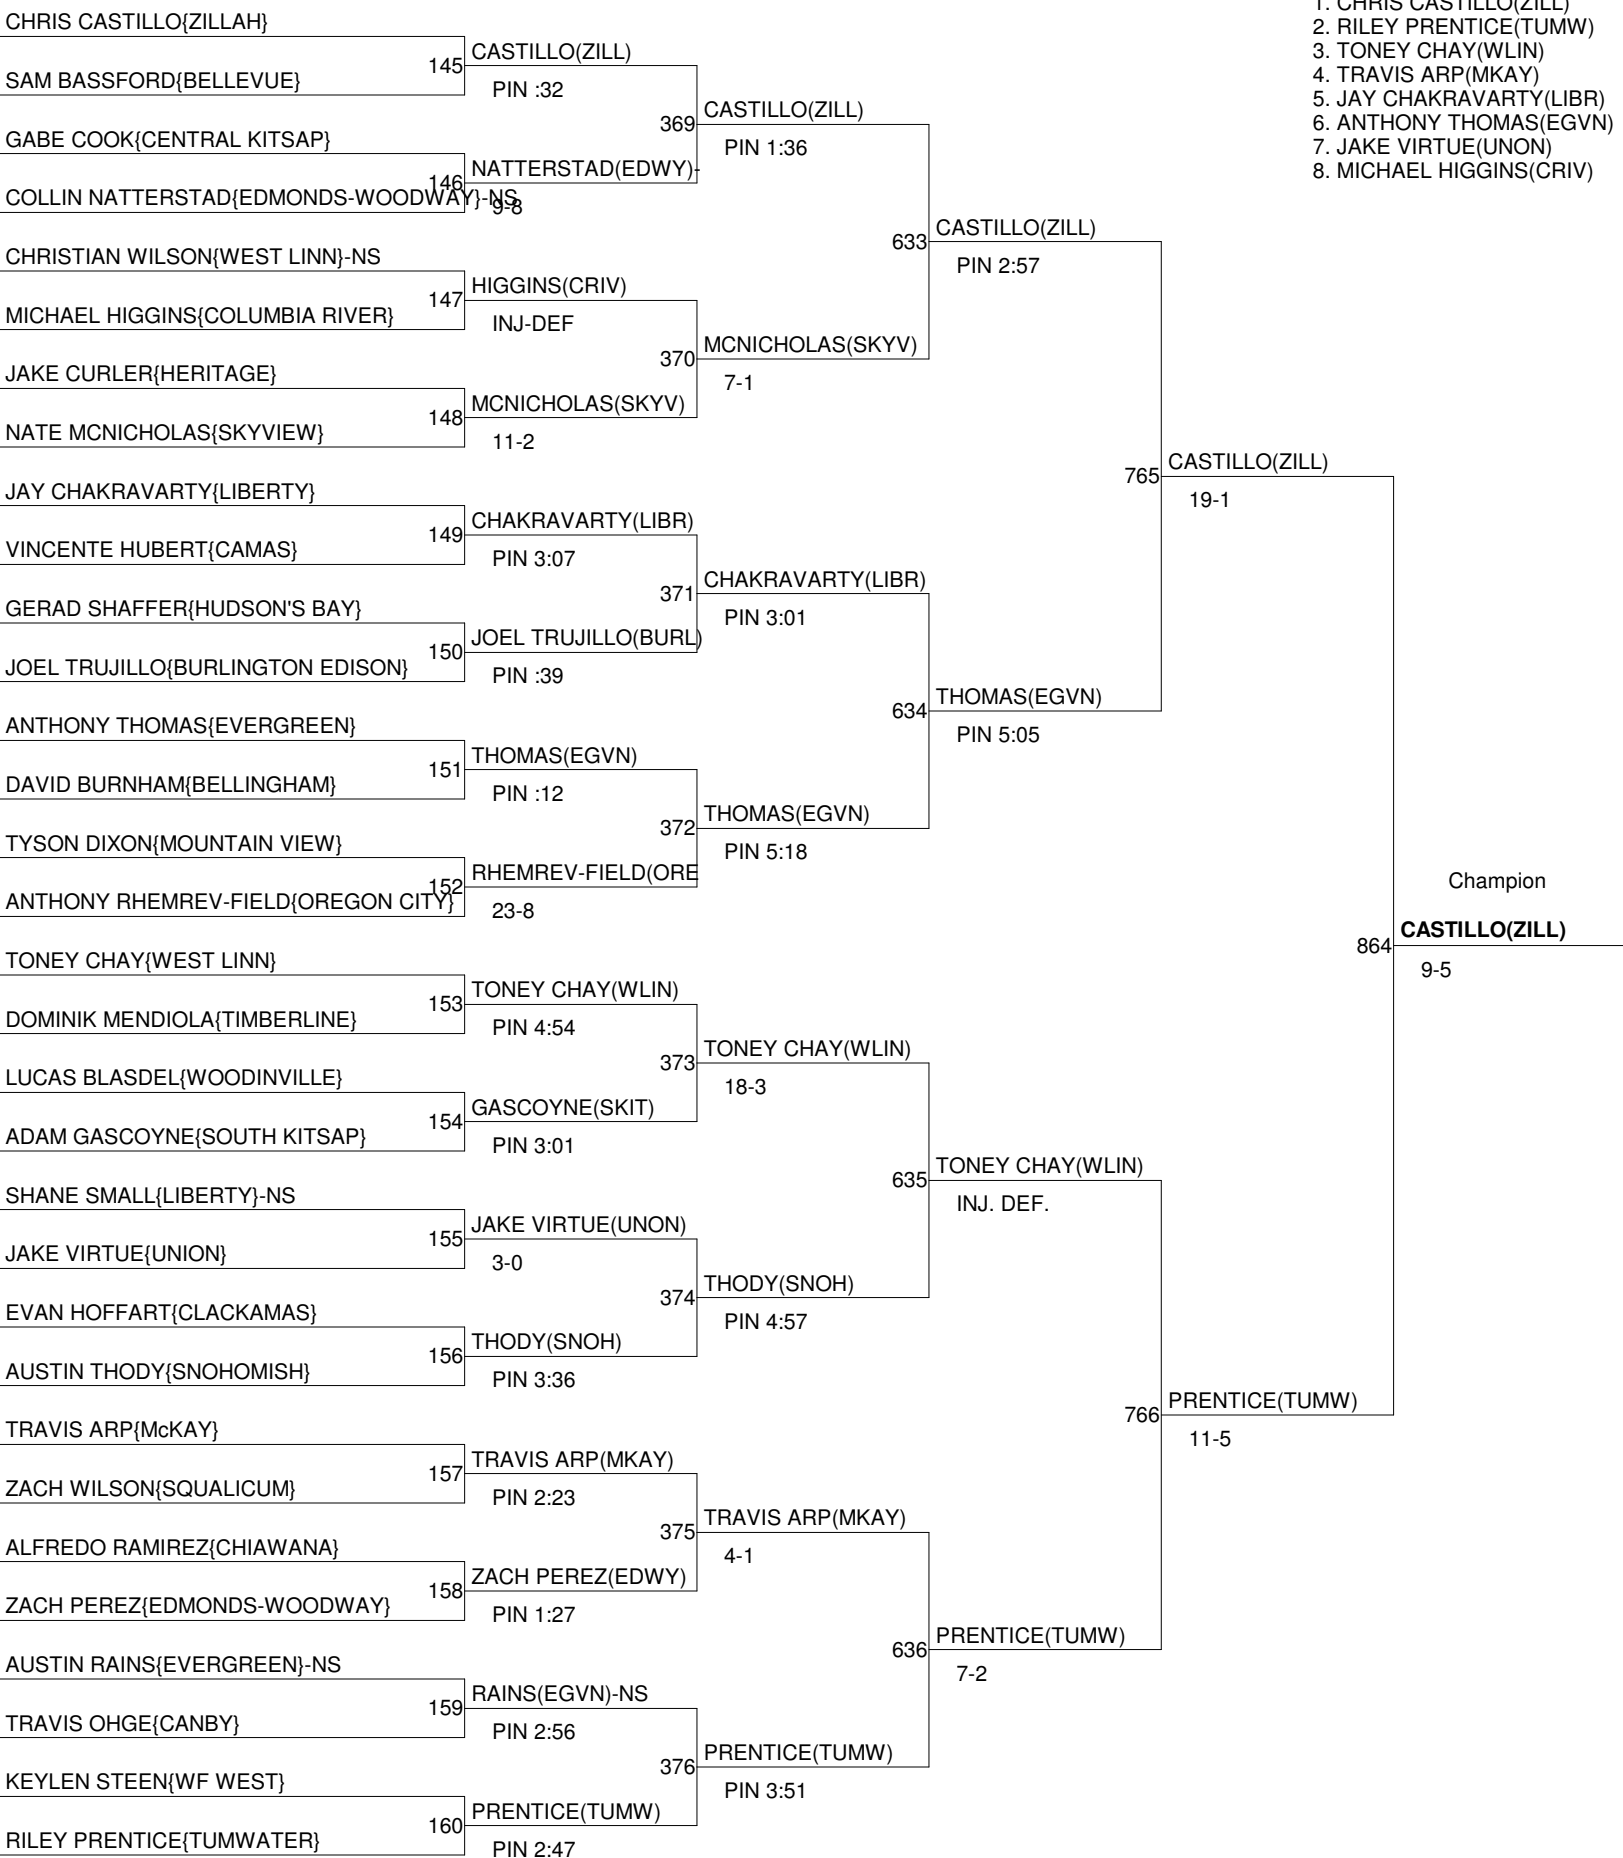 CHRIS CASTILLO{ZILLAH}
SAM BASSFORD{BELLEVUE}
GABE COOK{CENTRAL KITSAP}
COLLIN NATTERSTAD{EDMONDS-WOODWAY}-NS
CHRISTIAN WILSON{WEST LINN}-NS
MICHAEL HIGGINS{COLUMBIA RIVER}
JAKE CURLER{HERITAGE}
NATE MCNICHOLAS{SKYVIEW}
JAY CHAKRAVARTY{LIBERTY}
VINCENTE HUBERT{CAMAS}
GERAD SHAFFER{HUDSON'S BAY}
JOEL TRUJILLO{BURLINGTON EDISON}
ANTHONY THOMAS{EVERGREEN}
DAVID BURNHAM{BELLINGHAM}
TYSON DIXON{MOUNTAIN VIEW}
ANTHONY RHEMREV-FIELD{OREGON CITY}
TONEY CHAY{WEST LINN}
DOMINIK MENDIOLA{TIMBERLINE}
LUCAS BLASDEL{WOODINVILLE}
ADAM GASCOYNE{SOUTH KITSAP}
SHANE SMALL{LIBERTY}-NS
JAKE VIRTUE{UNION}
EVAN HOFFART{CLACKAMAS}
AUSTIN THODY{SNOHOMISH}
TRAVIS ARP{McKAY}
ZACH WILSON{SQUALICUM}
ALFREDO RAMIREZ{CHIAWANA}
ZACH PEREZ{EDMONDS-WOODWAY}
AUSTIN RAINS{EVERGREEN}-NS
TRAVIS OHGE{CANBY}
KEYLEN STEEN{WF WEST}
RILEY PRENTICE{TUMWATER}
145 CASTILLO(ZILL)
PIN :32
146 NATTERSTAD(EDWY)-
9-8
147 HIGGINS(CRIV)
INJ-DEF
148 MCNICHOLAS(SKYV)
11-2
149 CHAKRAVARTY(LIBR)
PIN 3:07
150 JOEL TRUJILLO(BURL)
PIN :39
151 THOMAS(EGVN)
PIN :12
152 RHEMREV-FIELD(ORE
23-8
153 TONEY CHAY(WLIN)
PIN 4:54
154 GASCOYNE(SKIT)
PIN 3:01
155 JAKE VIRTUE(UNON)
3-0
156 THODY(SNOH)
PIN 3:36
157 TRAVIS ARP(MKAY)
PIN 2:23
158 ZACH PEREZ(EDWY)
PIN 1:27
159 RAINS(EGVN)-NS
PIN 2:56
160 PRENTICE(TUMW)
PIN 2:47
369 CASTILLO(ZILL)
PIN 1:36
370 MCNICHOLAS(SKYV)
7-1
371 CHAKRAVARTY(LIBR)
PIN 3:01
372 THOMAS(EGVN)
PIN 5:18
373 TONEY CHAY(WLIN)
18-3
374 THODY(SNOH)
PIN 4:57
375 TRAVIS ARP(MKAY)
4-1
376 PRENTICE(TUMW)
PIN 3:51
633 CASTILLO(ZILL)
PIN 2:57
634 THOMAS(EGVN)
PIN 5:05
635 TONEY CHAY(WLIN)
INJ. DEF.
636 PRENTICE(TUMW)
7-2
765 CASTILLO(ZILL)
19-1
766 PRENTICE(TUMW)
11-5
Champion
864 CASTILLO(ZILL)
9-5
1. CHRIS CASTILLO(ZILL)
2. RILEY PRENTICE(TUMW)
3. TONEY CHAY(WLIN)
4. TRAVIS ARP(MKAY)
5. JAY CHAKRAVARTY(LIBR)
6. ANTHONY THOMAS(EGVN)
7. JAKE VIRTUE(UNON)
8. MICHAEL HIGGINS(CRIV)